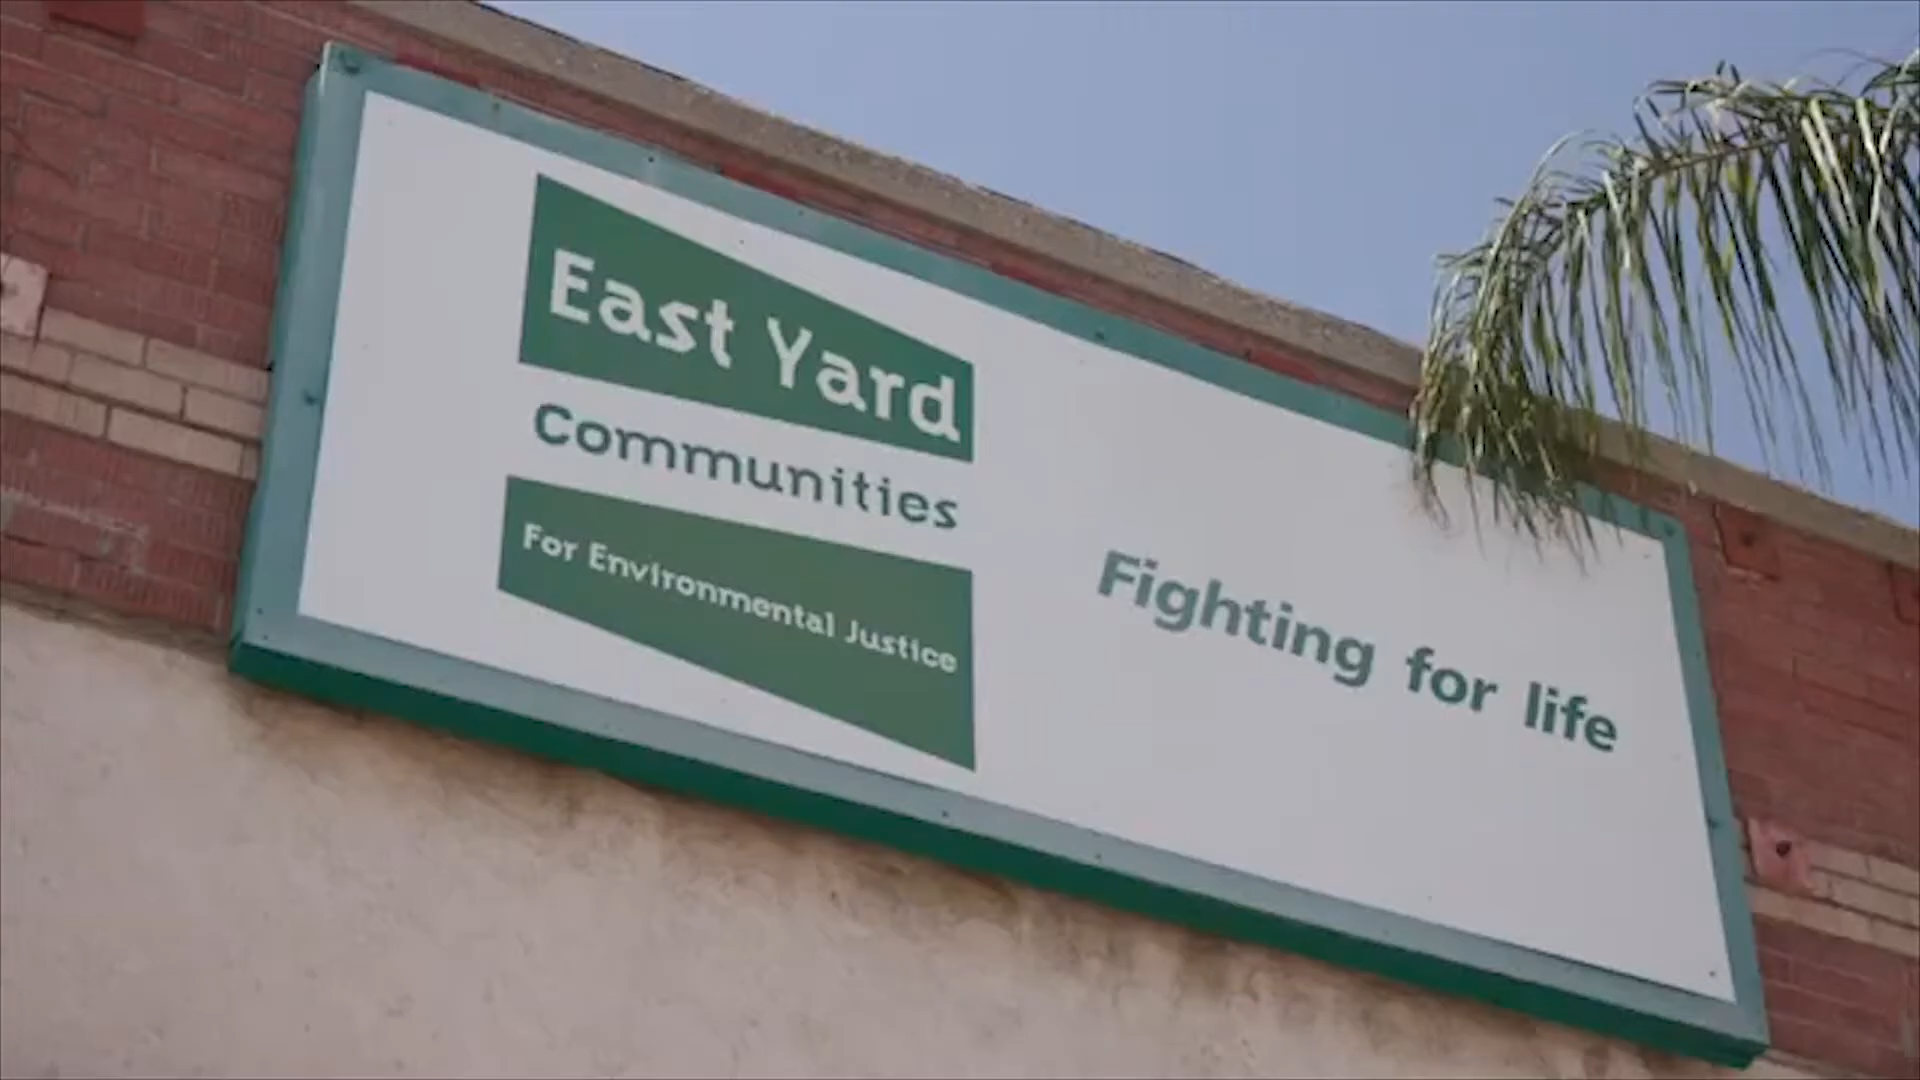 East Yard
Communities
For Environmental Justice
Fighting for life